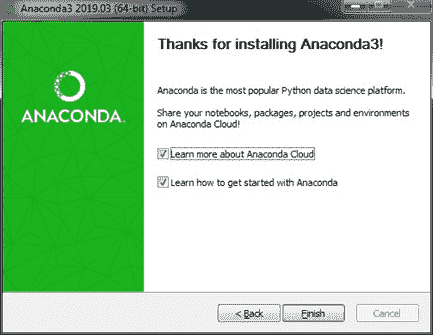 Anaconda3 2019.03 (64-bit) Setup
Thanks for installing Anaconda3!
Anaconda is the most popular Python data science platform.
Share your notebooks, packages, projects and environments
on Anaconda Cloud!
ANACONDA.
Learn more about Anaconda Cloud
Learn how to get started with Anaconda
< Back
Finish
Cancel